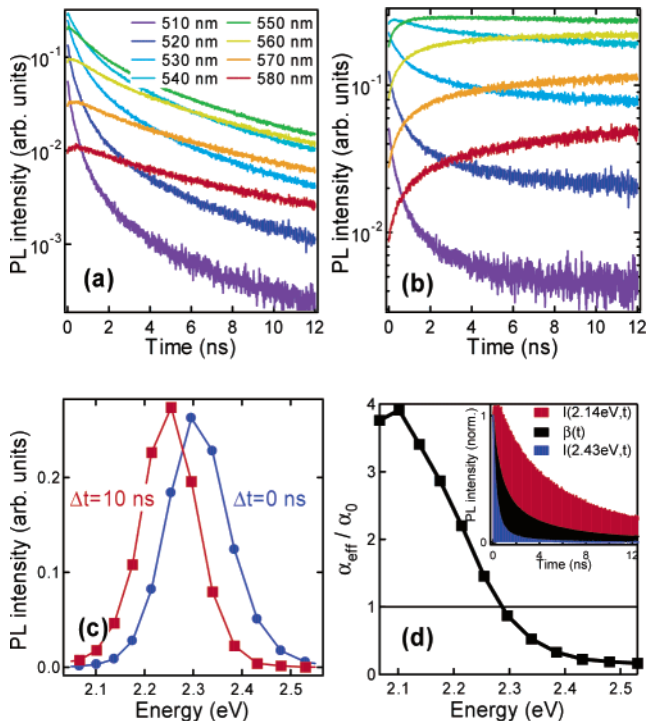 (a)
510 nm 550 nm
520 nm 560 nm
530 nm 570 nm
540 nm 580 nm
PL intensity (arb. units)
10⁻¹
10⁻²
10⁻³
0 2 4 6 8 10 12
Time (ns)
(b)
PL intensity (arb. units)
10⁻¹
10⁻²
0 2 4 6 8 10 12
Time (ns)
(c)
PL intensity (arb. units)
0.2
0.1
0.0
Δt=10 ns
Δt=0 ns
2.1 2.2 2.3 2.4 2.5
Energy (eV)
(d)
αeff / α0
4
3
2
1
0
2.1 2.2 2.3 2.4 2.5
Energy (eV)
I(2.14eV,t)
β(t)
I(2.43eV,t)
PL intensity (norm.)
1
0
0 4 8 12
Time (ns)